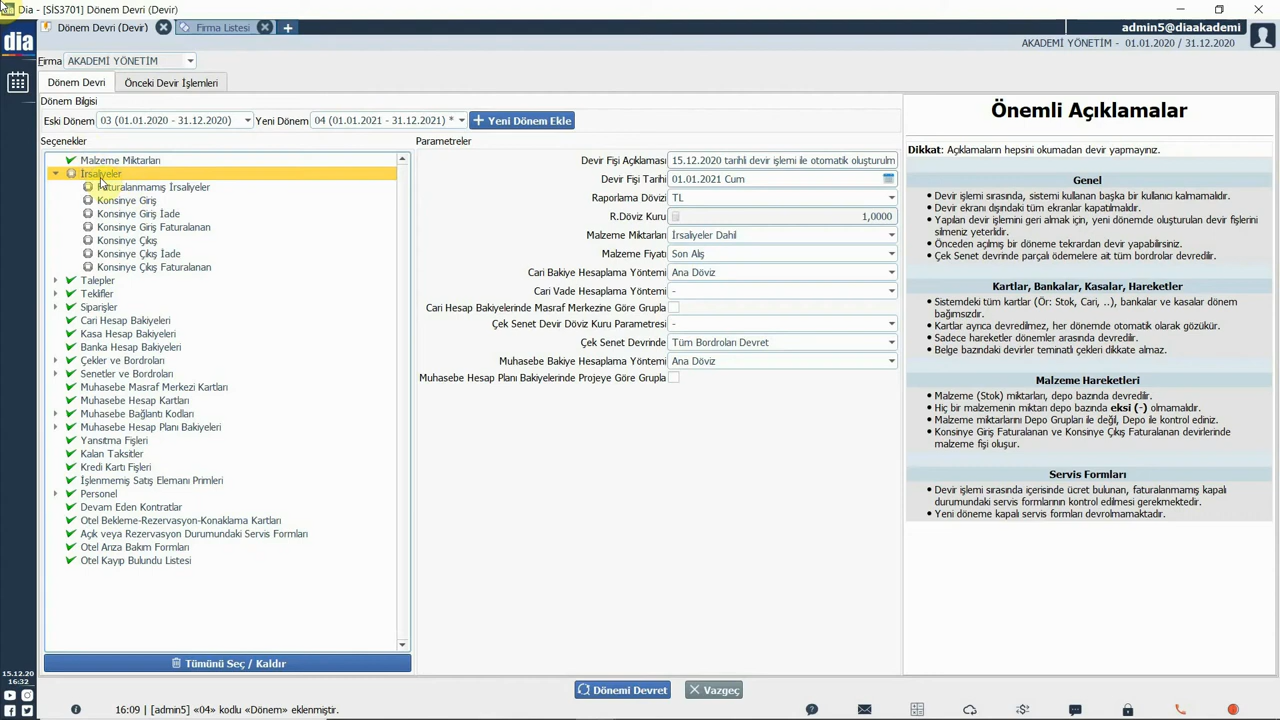 Dia - [SİS3701] Dönem Devri (Devir)
Dönem Devri (Devir)
Firma Listesi
admin5@diaakademi
dia
AKADEMİ YÖNETİM - 01.01.2020 / 31.12.2020
Firma AKADEMİ YÖNETİM
Dönem Devri
Önceki Devir İşlemleri
Dönem Bilgisi
Eski Dönem 03 (01.01.2020 - 31.12.2020) Yeni Dönem 04 (01.01.2021 - 31.12.2021) * Yeni Dönem Ekle
Seçenekler
Malzeme Miktarları
İrsaliyeler
Faturalanmamış İrsaliyeler
Konsinye Giriş
Konsinye Giriş İade
Konsinye Giriş Faturalanan
Konsinye Çıkış
Konsinye Çıkış İade
Konsinye Çıkış Faturalanan
Talepler
Teklifler
Siparişler
Cari Hesap Bakiyeleri
Kasa Hesap Bakiyeleri
Banka Hesap Bakiyeleri
Çekler ve Bordroları
Senetler ve Bordroları
Muhasebe Masraf Merkezi Kartları
Muhasebe Hesap Kartları
Muhasebe Bağlantı Kodları
Muhasebe Hesap Planı Bakiyeleri
Yansıtma Fişleri
Kalan Taksitler
Kredi Kartı Fişleri
İşlenmemiş Satış Elemanı Primleri
Personel
Devam Eden Kontratlar
Otel Bekleme-Rezervasyon-Konaklama Kartları
Açık veya Rezervasyon Durumundaki Servis Formları
Otel Arıza Bakım Formları
Otel Kayıp Bulundu Listesi
Tümünü Seç / Kaldır
Parametreler
Devir Fişi Açıklaması 15.12.2020 tarihli devir işlemi ile otomatik oluşturulm
Devir Fişi Tarihi 01.01.2021 Cum
Raporlama Dövizi TL
R.Döviz Kuru 1,0000
Malzeme Miktarları İrsaliyeler Dahil
Malzeme Fiyatı Son Alış
Cari Bakiye Hesaplama Yöntemi Ana Döviz
Cari Vade Hesaplama Yöntemi -
Cari Hesap Bakiyelerinde Masraf Merkezine Göre Grupla
Çek Senet Devir Döviz Kuru Parametresi -
Çek Senet Devrinde Tüm Bordroları Devret
Muhasebe Bakiye Hesaplama Yöntemi Ana Döviz
Muhasebe Hesap Planı Bakiyelerinde Projeye Göre Grupla
Önemli Açıklamalar
Dikkat: Açıklamaların hepsini okumadan devir yapmayınız.
Genel
• Devir işlemi sırasında, sistemi kullanan başka bir kullanıcı kalmamalıdır.
• Devir ekranı dışındaki tüm ekranlar kapatılmalıdır.
• Yapılan devir işlemini geri almak için, yeni dönemde oluşturulan devir fişlerini
silmeniz yeterlidir.
• Önceden açılmış bir döneme tekrardan devir yapabilirsiniz.
• Çek Senet devrinde parçalı ödemelere ait tüm bordrolar devredilir.
Kartlar, Bankalar, Kasalar, Hareketler
• Sistemdeki tüm kartlar (Ör: Stok, Cari, ..), bankalar ve kasalar dönem
bağımsızdır.
• Kartlar ayrıca devredilmez, her dönemde otomatik olarak gözükür.
• Sadece hareketler dönemler arasında devredilir.
• Belge bazındaki devirler teminatlı çekleri dikkate almaz.
Malzeme Hareketleri
• Malzeme (Stok) miktarları, depo bazında devredilir.
• Hiç bir malzemenin miktarı depo bazında eksi (-) olmamalıdır.
• Malzeme miktarlarını Depo Grupları ile değil, Depo ile kontrol ediniz.
• Konsinye Giriş Faturalanan ve Konsinye Çıkış Faturalanan devirlerinde
malzeme fişi oluşur.
Servis Formları
• Devir işlemi sırasında içerisinde ücret bulunan, faturalanmamış kapalı
durumundaki servis formlarının kontrol edilmesi gerekmektedir.
• Yeni döneme kapalı servis formları devrolmamaktadır.
Dönemi Devret
Vazgeç
15.12.20
16:32
16:09 | [admin5] «04» kodlu «Dönem» eklenmiştir.